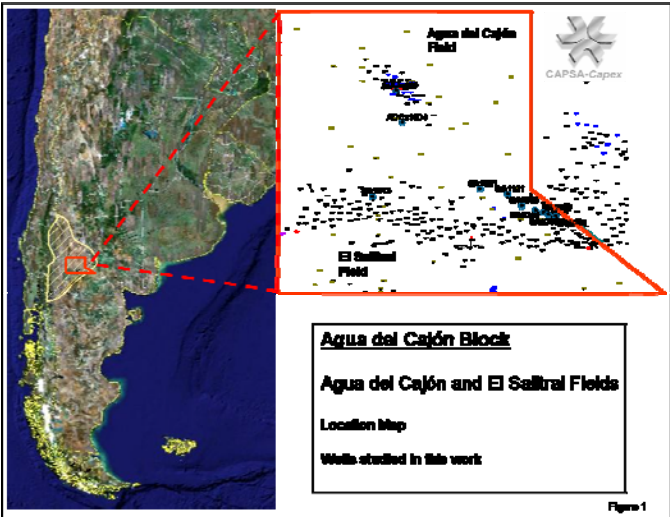 Agua del Cajón
Field
CAPSA-Capex
El Salitral
Field
Agua del Cajón Block
Agua del Cajón and El Salitral Fields
Location Map
Wells studied in this work
Figure 1